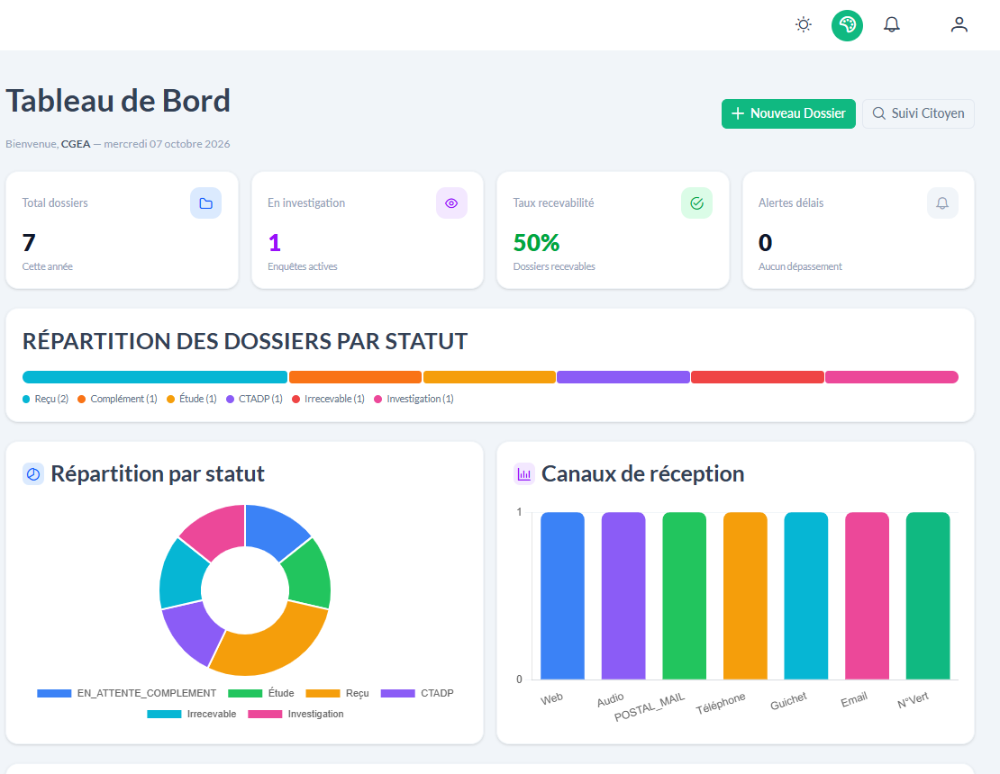 Tableau de Bord
Nouveau Dossier
Suivi Citoyen
Bienvenue, CGEA — mercredi 07 octobre 2026
Total dossiers
7
Cette année
En investigation
1
Enquêtes actives
Taux recevabilité
50%
Dossiers recevables
Alertes délais
0
Aucun dépassement
RÉPARTITION DES DOSSIERS PAR STATUT
Reçu (2) Complément (1) Étude (1) CTADP (1) Irrecevable (1) Investigation (1)
Répartition par statut
EN_ATTENTE_COMPLEMENT Étude Reçu CTADP
Irrecevable Investigation
Canaux de réception
1
0
Web Audio POSTAL_MAIL Téléphone Guichet Email N°Vert